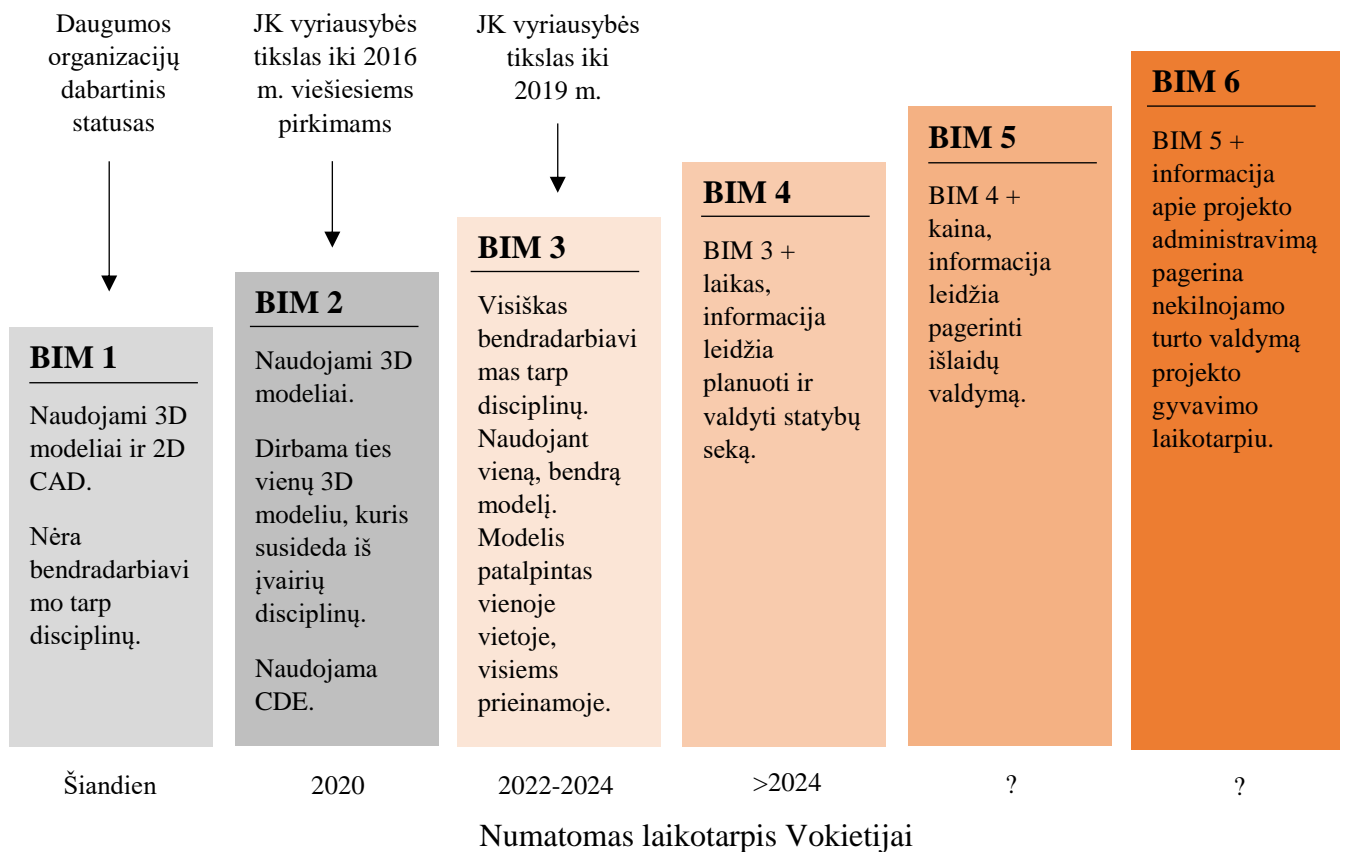 Daugumos
organizacijų
dabartinis
statusas
JK vyriausybės
tikslas iki 2016
m. viešiesiems
pirkimams
JK vyriausybės
tikslas iki
2019 m.
BIM 1
Naudojami 3D
modeliai ir 2D
CAD.
Nėra
bendradarbiavi
mo tarp
disciplinų.
BIM 2
Naudojami 3D
modeliai.
Dirbama ties
vienų 3D
modeliu, kuris
susideda iš
įvairių
disciplinų.
Naudojama
CDE.
BIM 3
Visiškas
bendradarbiavi
mas tarp
disciplinų.
Naudojant
vieną, bendrą
modelį.
Modelis
patalpintas
vienoje
vietoje,
visiems
prieinamoje.
BIM 4
BIM 3 +
laikas,
informacija
leidžia
planuoti ir
valdyti statybų
seką.
BIM 5
BIM 4 +
kaina,
informacija
leidžia
pagerinti
išlaidų
valdymą.
BIM 6
BIM 5 +
informacija
apie projekto
administravimą
pagerina
nekilnojamo
turto valdymą
projekto
gyvavimo
laikotarpiu.
Šiandien
2020
2022-2024
>2024
?
?
Numatomas laikotarpis Vokietijai